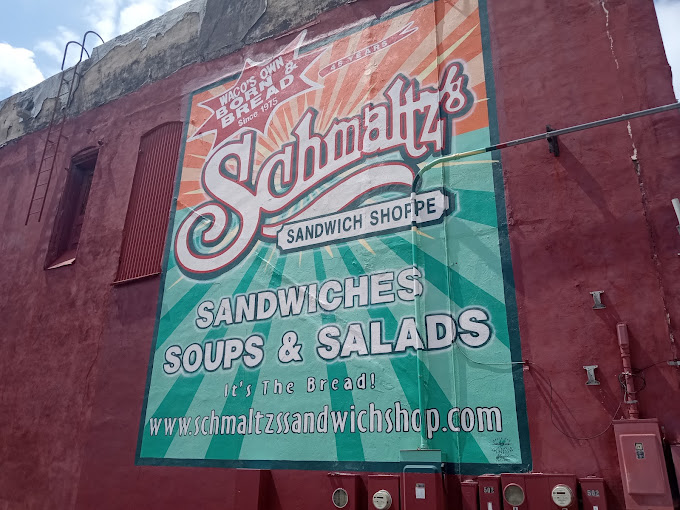 WACO'S OWN
BORN &
BREAD
Since 1975
45 YEARS
Schmaltz's
SANDWICH SHOPPE
SANDWICHES
SOUPS & SALADS
It's The Bread!
www.schmaltzssandwichshop.com